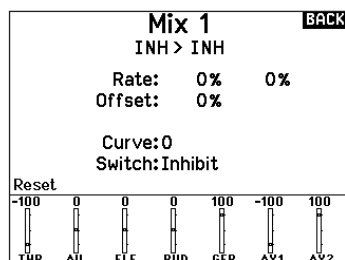 Mix 1 BACK
INH > INH
Rate: 0% 0%
Offset: 0%
Curve: 0
Switch: Inhibit
Reset
-100 0 0 0 100 -100 100
THR AIL ELE RUD GER AX1 AX2